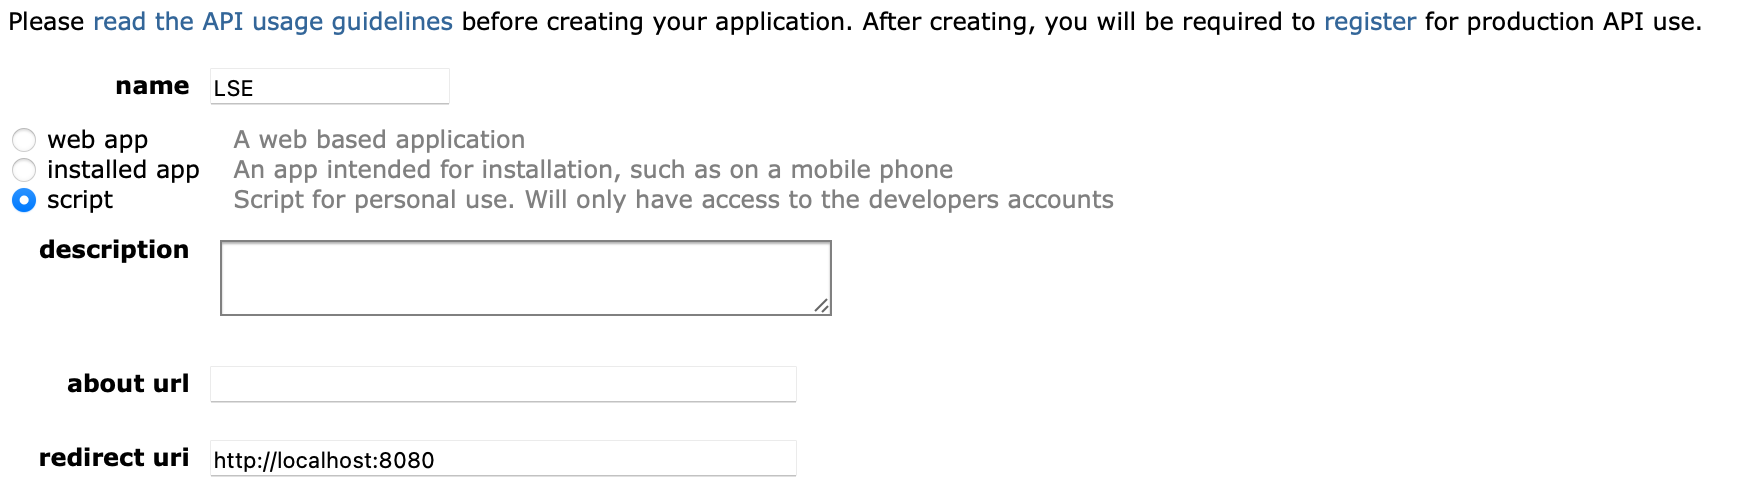 Please read the API usage guidelines before creating your application. After creating, you will be required to register for production API use.
name LSE
web app A web based application
installed app An app intended for installation, such as on a mobile phone
script Script for personal use. Will only have access to the developers accounts
description
about url
redirect uri http://localhost:8080